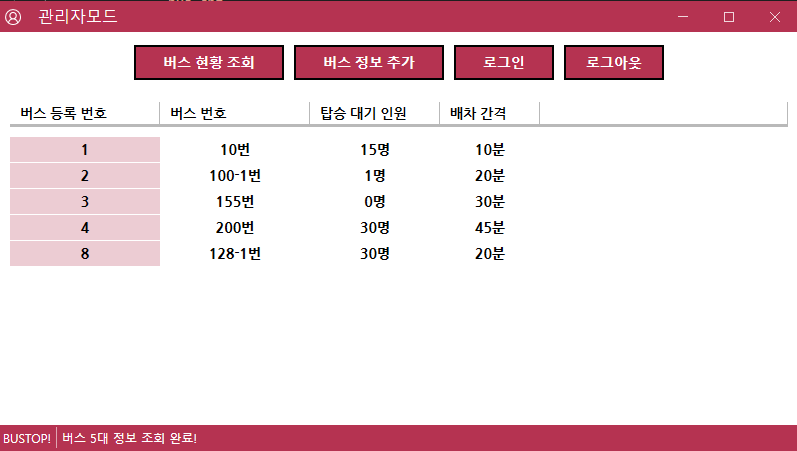 관리자모드
버스 현황 조회 버스 정보 추가 로그인 로그아웃
버스 등록 번호 버스 번호 탑승 대기 인원 배차 간격
1 10번 15명 10분
2 100-1번 1명 20분
3 155번 0명 30분
4 200번 30명 45분
8 128-1번 30명 20분
BUSTOP! 버스 5대 정보 조회 완료!